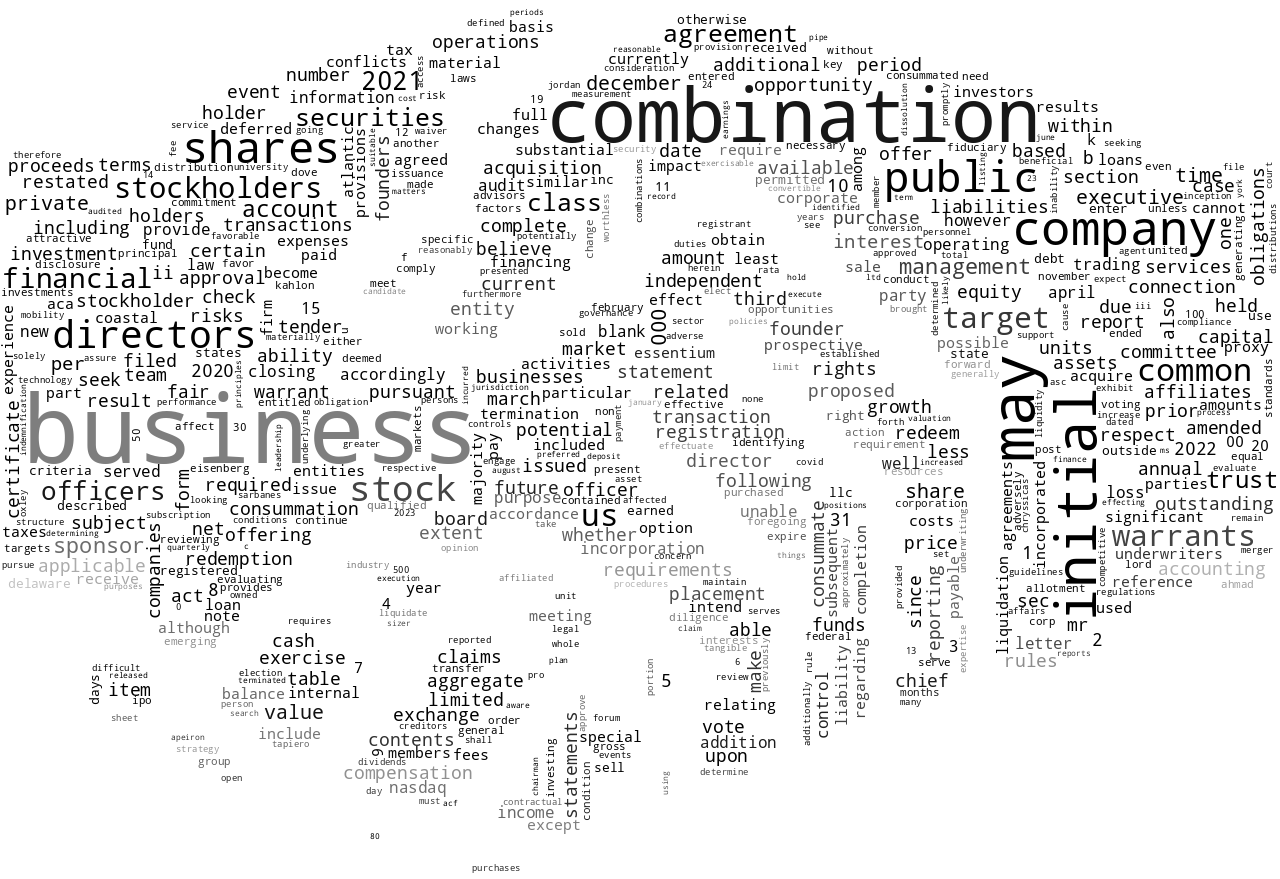 periods
defined basis
operations
otherwise
agreement
pipe
tax
conflicts material
laws
access
reasonable provision received without
currently
consideration additional key period
number 2021
cost risk
event information
securities
holder
deferred going
service
fee
shares
jordan december entered opportunity
measurement 24
consummated need
investors
19
full
changes
combination
earnings
dissolution
promptly
results
within
june
k seeking
12 waiver
another
agreed
issuance
made
matters
atlantic
provisions
suitable
founders
substantial security date require necessary
among
offer fiduciary based
b loans even file
court
therefore
proceeds terms distribution university
14 dove
restated stockholders
commitment
private audited account
acquisition impact exercisable available
audit similar inc
permitted
advisors convertible 10
factors class 11
record
combinations
corporate
member
public
listing
23
term
beneficial
inability
section time
executive case
inception
enter unless cannot
york
one
generating
obligations
distributions
including holders provide transactions
attractive favorable
complete
potentially
change
worthless
years identified purchase
see conversion
liabilities
however
company
specific
reasonably believe
registrant
duties obtain
interest personnel operating
approved total
investment principal fund certain expenses
paid
disclosure law favor
f
comply
financing
presented
amount least
herein rata
sale management debt trading
agent united
services
financial ii approval become
kahlon
meet
candidate
current
furthermore
independent
hold
ltd conduct
november expect connection
investments aca stockholder check 15
mobility coastal risks
entity
february
governance
effect
000
elect
third execute
opportunities
party
brought
determined
likely
equity april
due iii
100
compliance
held
use
new directors firm tender u
materially either
working
sold blank
sector
adverse
policies founder
target
cause
report ended
capital
also
solely assure states
per filed 2020 ability deemed
closing
market essentium prospective
established
possible
support
state
units
assets committee proxy
technology seek team
principles
accordingly
activities statement limit rights forward
generally
acquire
asc
common
experience
part performance fair warrant pursuant businesses
jurisdiction
incurred
related proposed exhibit affiliates
standards
result entitled obligation persons march particular january effective none
growth
liquidity
voting
increase prior process amounts
indemnification
certificate
business
50
affect 30
leadership
underlying
greater
markets
controls termination non
payment
transaction right forth valuation redeem
may
initial
dated
respect amended
potential registration effectuate identifying action
requirement less
outside ms 2022 00 20
equal
majority
pay
included
preferred deposit
director covid well increased
resources
post
finance
annual evaluate trust
criteria served eisenberg entities respective
engage issued present following
parties
officers form required issue stock
august future officer asset
purchased
share
loss outstanding
oxley described looking sarbanes consummation qualified
purpose contained affected us
unable
llc
positions
corporation
agreements
adversely
chrysticas
significant
structure subject subscription conditions continue 2023 board accordance earned option
foregoing 31 costs
incorporated
effecting remain
taxes determining reviewing net offering extent take whether
expire
consummate
subsequently
approximately
completion
price
underwriting
1
competitive
warrants
targets sponsor quarterly c
redemption
opinion
incorporation concern
things
set
underwriters merger
pursue applicable
companies
registered
industry 500
execution affiliated
requirements
procedures
since
provided
reporting
payable
liquidation
guidelines
lord accounting
delaware receive purposes
evaluating
act 8 provides
owned
year
maintain
placement
sec
allotment
reference ahmad
regulations
0 loan
note
4
liquidate
sizer
unit
intend serves
diligence
affairs
corp
used
although
emerging
requires
meeting
legal
claim
able funds
federal
mr 2
letter
reports
rules
cash
exercise
reported
claims
transfer
whole
plan
interests
tangible
6
review
make
previously
additionally rule
control
liability
regarding
13
serve
3
expertise
chief
months
many
difficult
released
days
item
ipo
sheet
election
terminated table 7
balance internal
person
search value
aggregate pro
limited aware
5
portion
relating
exchange order
creditors
general
vote
addition
upon
determine
apeiron
strategy
group
tapiero
include
open
contents shall
9 members fees
dividends
compensation
day nasdaq
must acf
forum
special
gross
events
sell
approve
statements
condition
investing
chairman
using
contractual
income
except
80
purchases